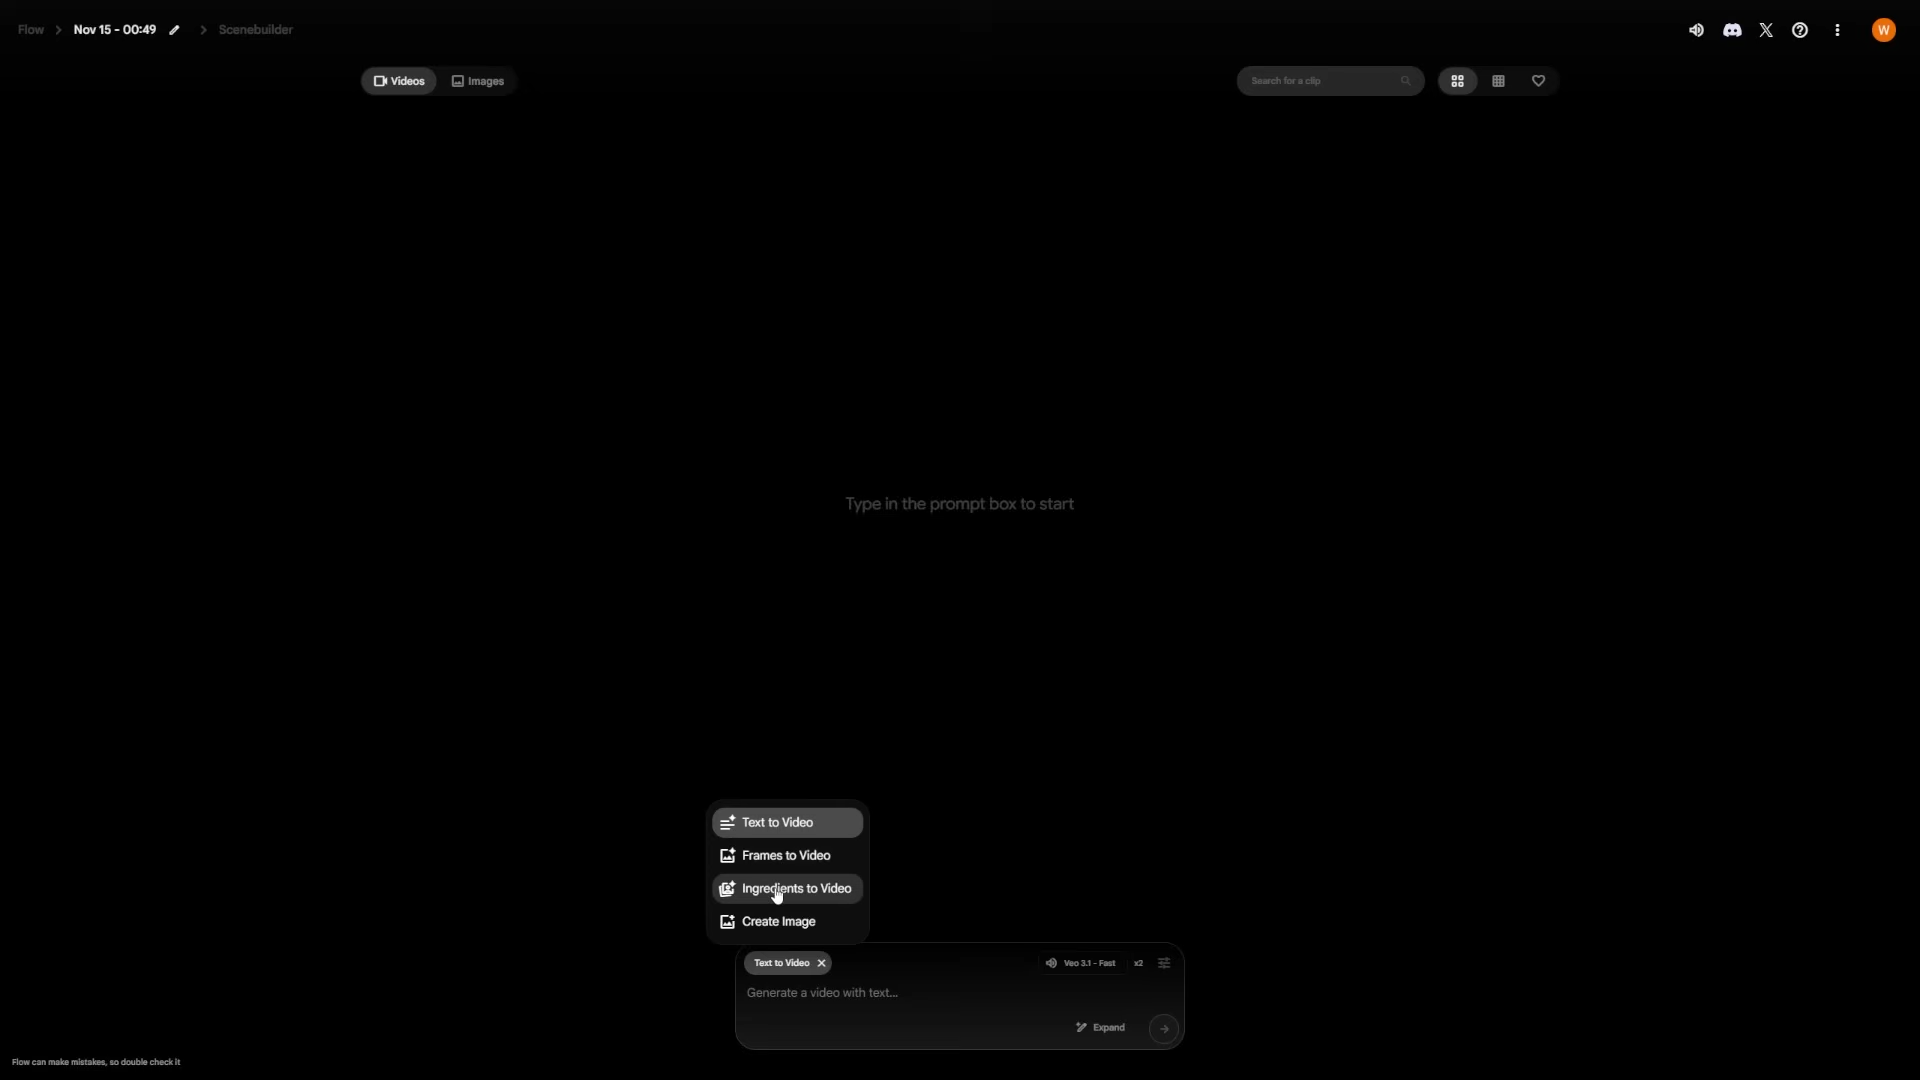 Flow > Nov 15 - 00:49 > Scenebuilder
W
Videos Images
Search for a clip
Type in the prompt box to start
Text to Video
Frames to Video
Ingredients to Video
Create Image
Text to Video Veo 3.1 - Fast x2
Generate a video with text...
Expand
Flow can make mistakes, so double check it